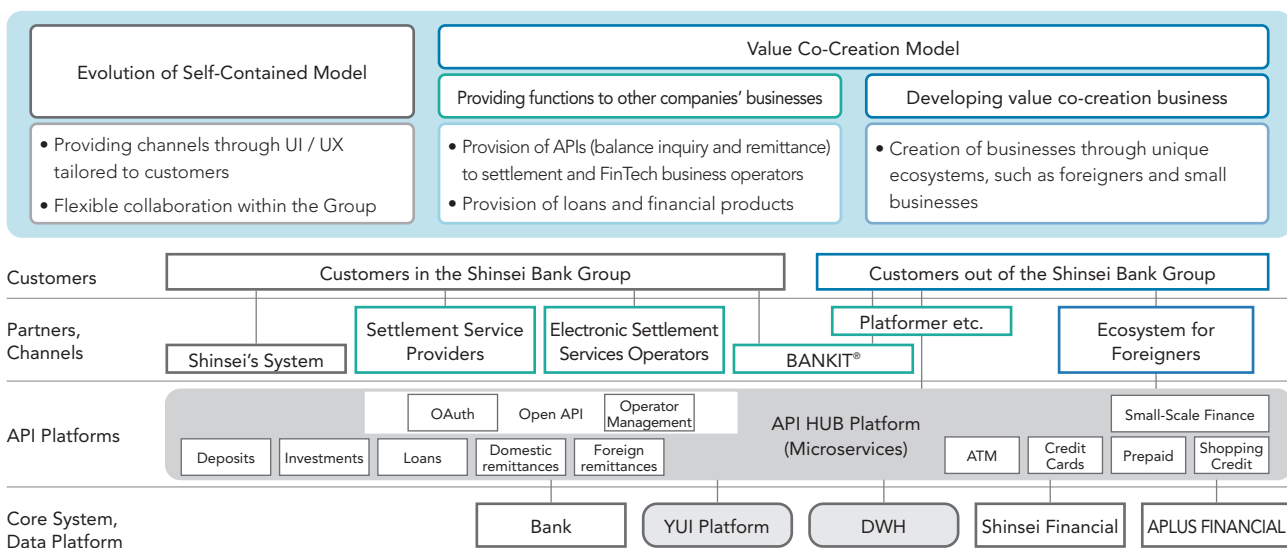 Evolution of Self-Contained Model
Value Co-Creation Model
Providing functions to other companies' businesses
Developing value co-creation business
• Providing channels through UI / UX
tailored to customers
• Flexible collaboration within the Group
• Provision of APIs (balance inquiry and remittance)
to settlement and FinTech business operators
• Provision of loans and financial products
• Creation of businesses through unique
ecosystems, such as foreigners and small
businesses
Customers
Customers in the Shinsei Bank Group
Customers out of the Shinsei Bank Group
Partners,
Channels
Shinsei's System
Settlement Service
Providers
Electronic Settlement
Services Operators
BANKIT®
Platformer etc.
Ecosystem for
Foreigners
API Platforms
OAuth
Open API
Operator
Management
Deposits
Investments
Loans
Domestic
remittances
Foreign
remittances
API HUB Platform
(Microservices)
Small-Scale Finance
ATM
Credit
Cards
Prepaid
Shopping
Credit
Core System,
Data Platform
Bank
YUI Platform
DWH
Shinsei Financial
APLUS FINANCIAL